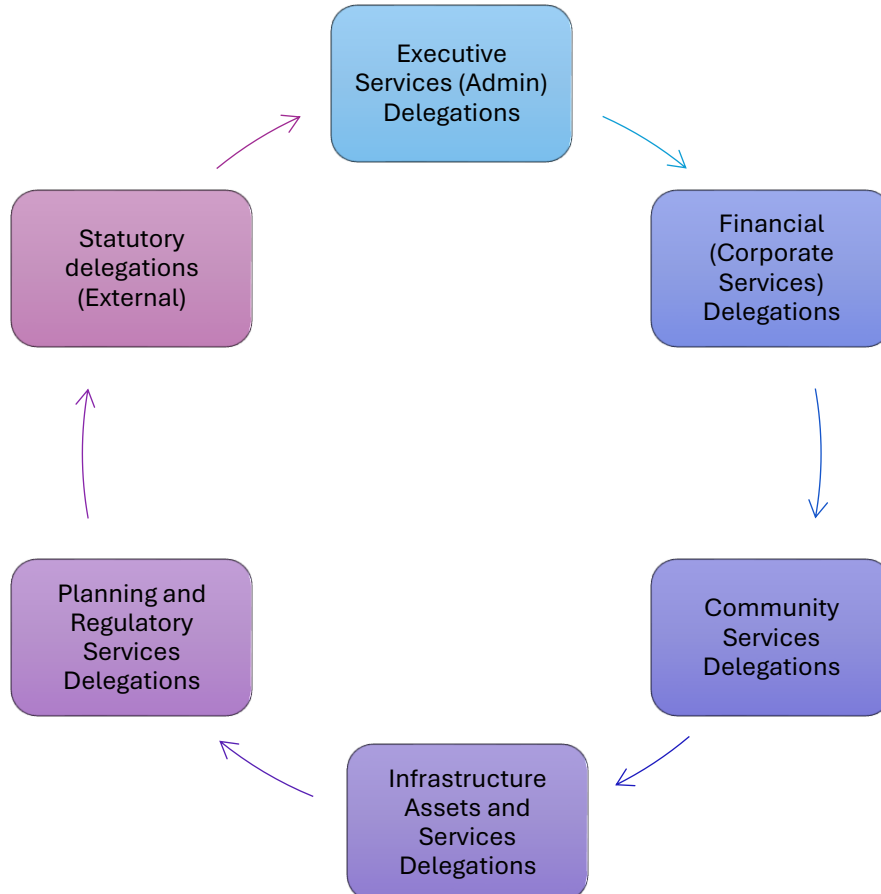 Executive
Services (Admin)
Delegations
Financial
(Corporate
Services)
Delegations
Community
Services
Delegations
Infrastructure
Assets and
Services
Delegations
Planning and
Regulatory
Services
Delegations
Statutory
delegations
(External)